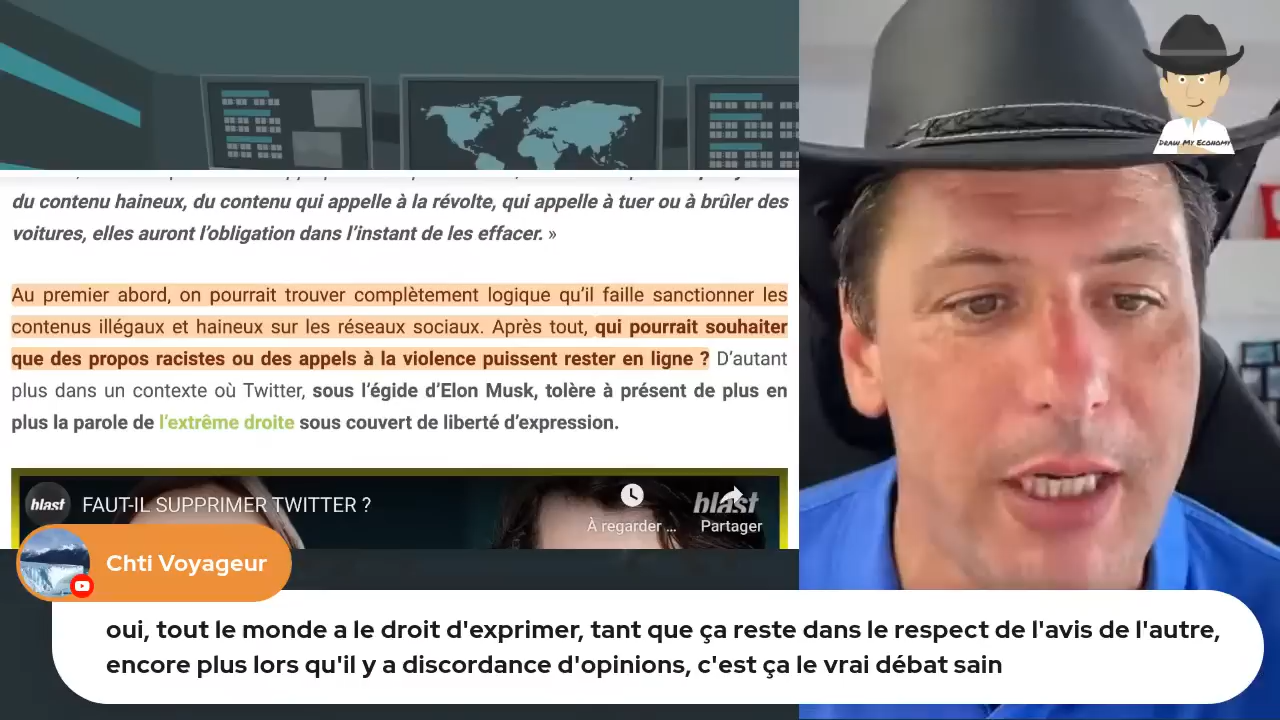 du contenu haineux, du contenu qui appelle à la révolte, qui appelle à tuer ou à brûler des
voitures, elles auront l’obligation dans l’instant de les effacer. »
Au premier abord, on pourrait trouver complètement logique qu’il faille sanctionner les
contenus illégaux et haineux sur les réseaux sociaux. Après tout, qui pourrait souhaiter
que des propos racistes ou des appels à la violence puissent rester en ligne ? D’autant
plus dans un contexte où Twitter, sous l’égide d’Elon Musk, tolère à présent de plus en
plus la parole de l’extrême droite sous couvert de liberté d’expression.
blast FAUT-IL SUPPRIMER TWITTER ?
blast
À regarder ... Partager
Chti Voyageur
oui, tout le monde a le droit d'exprimer, tant que ça reste dans le respect de l'avis de l'autre,
encore plus lors qu'il y a discordance d'opinions, c'est ça le vrai débat sain
DRAW MY ECONOMY